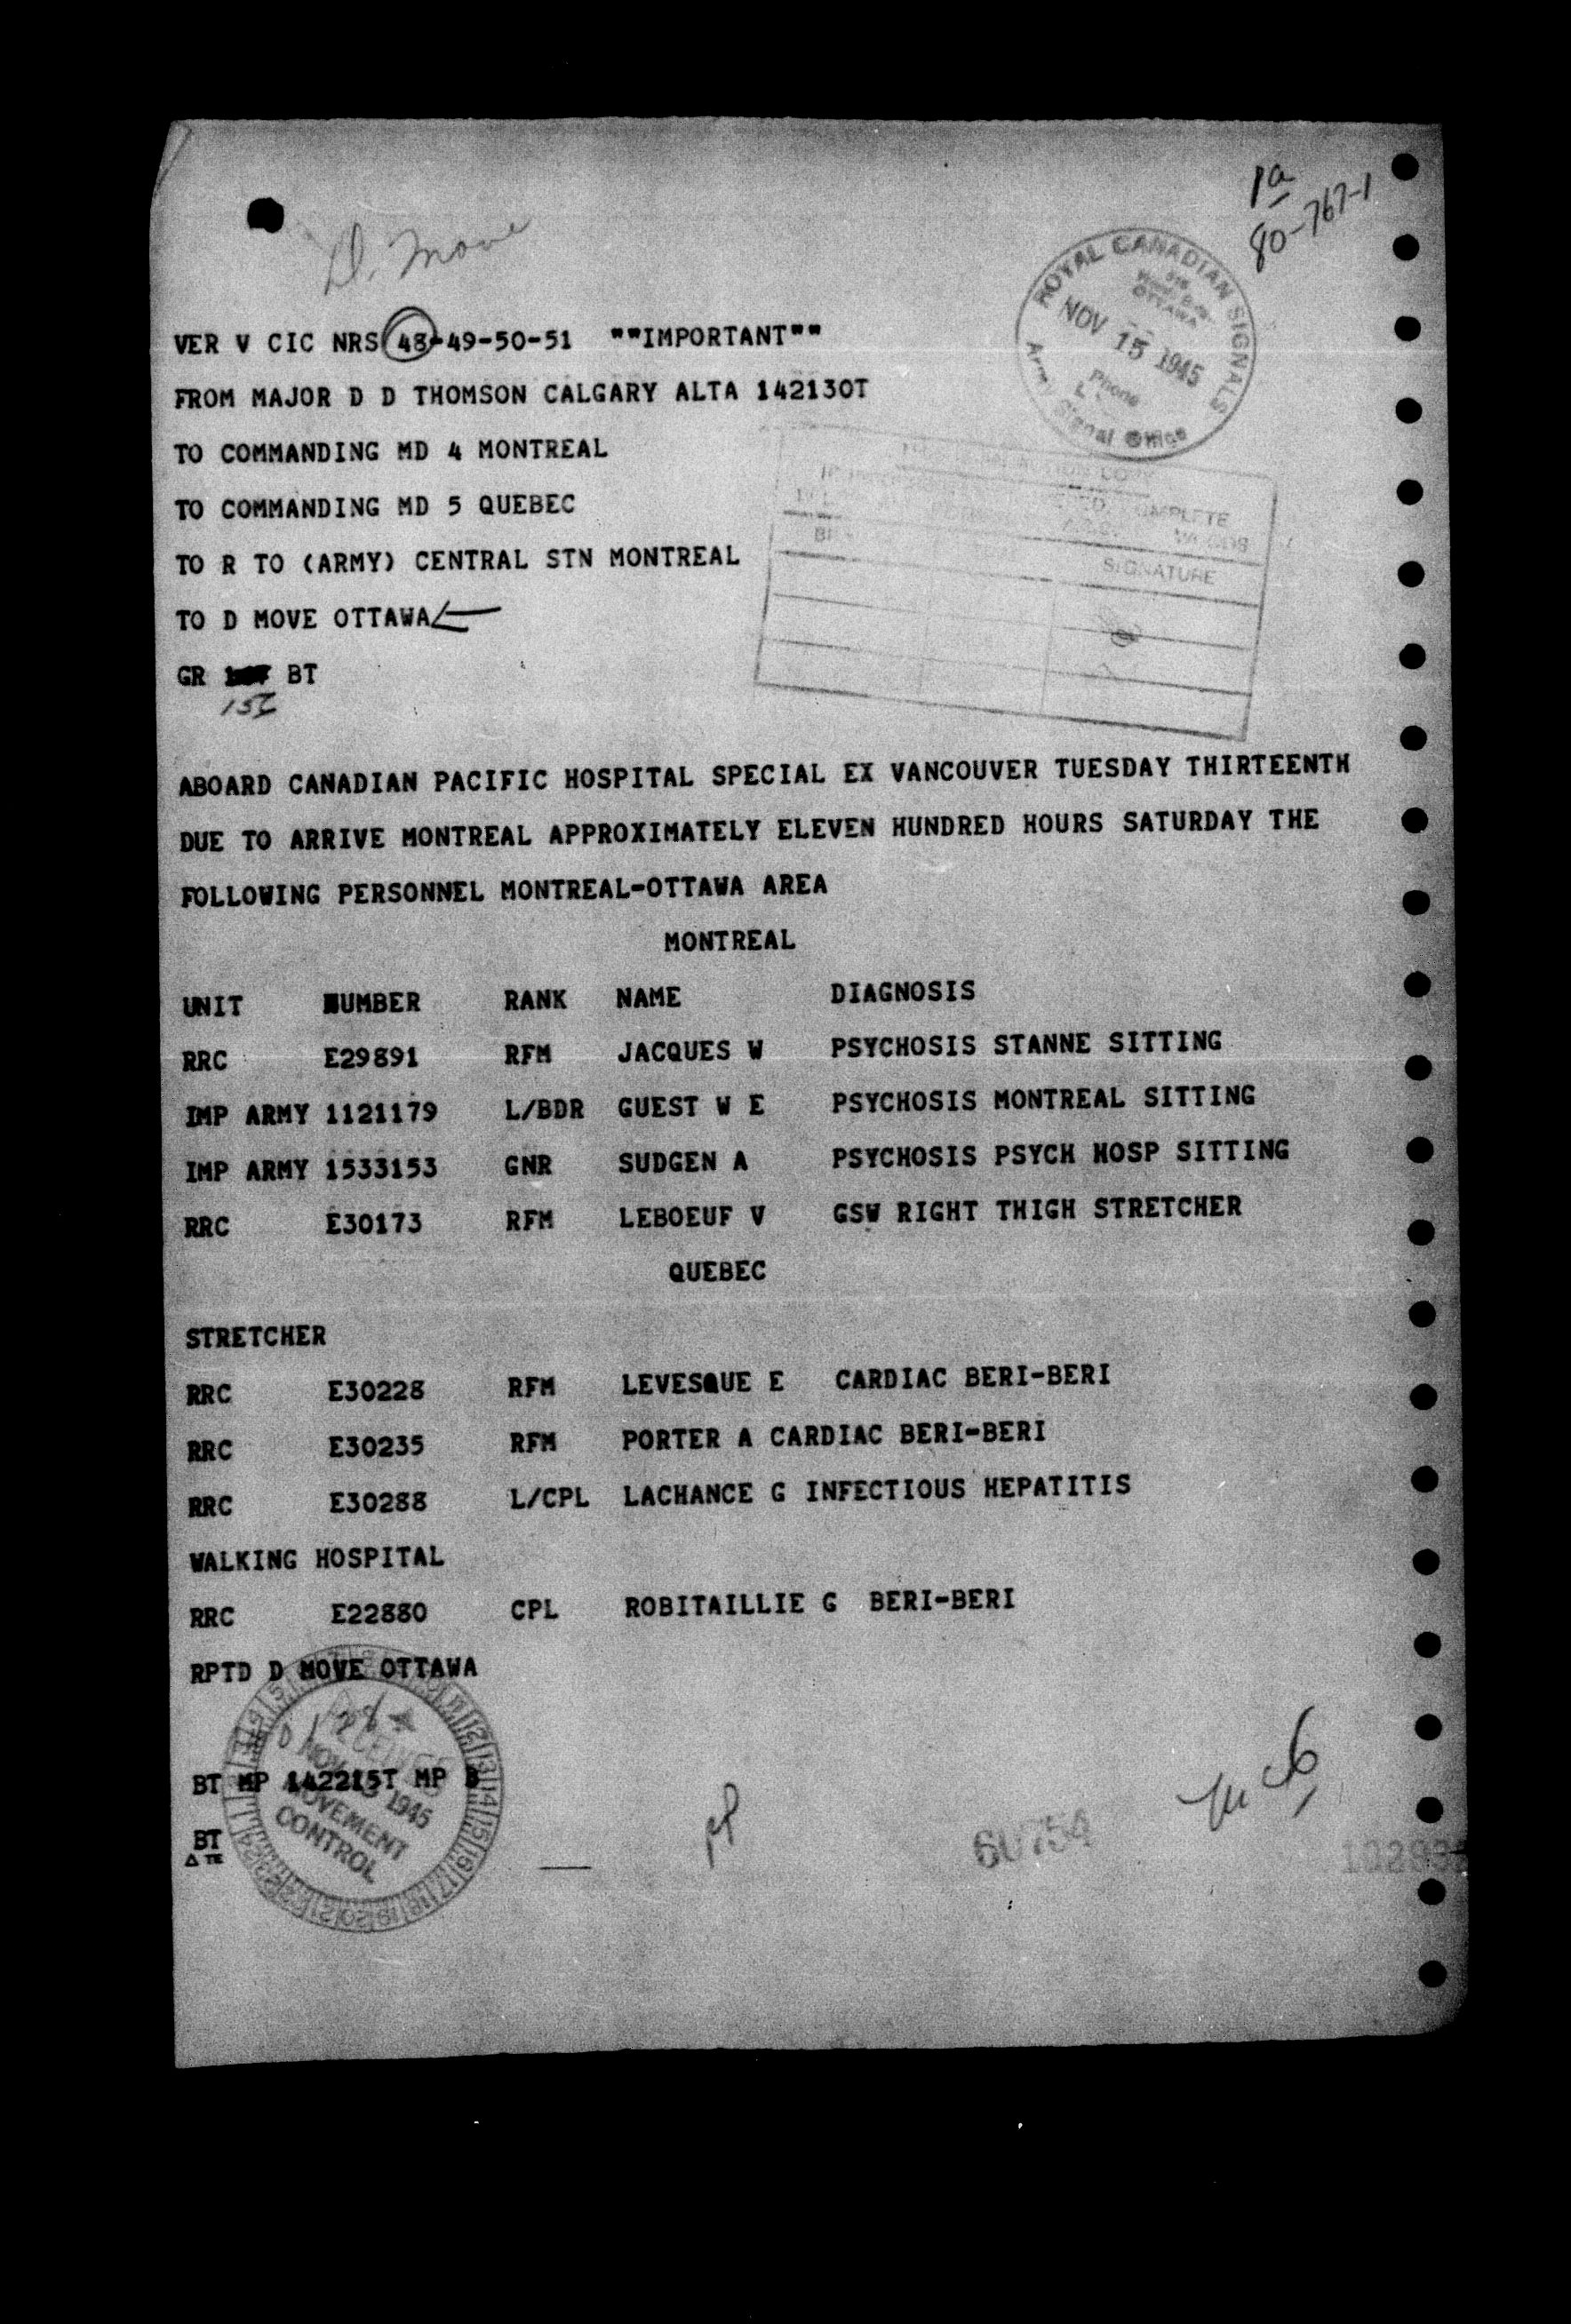 1a
80-767-1
D. Move
ROYAL CANADIAN SIGNALS
OTTAWA
NOV 15 1945
Phone
Army Signal Office
VER V CIC NRS 48-49-50-51 ""IMPORTANT""
FROM MAJOR D D THOMSON CALGARY ALTA 142130T
TO COMMANDING MD 4 MONTREAL
TO COMMANDING MD 5 QUEBEC
TO R TO (ARMY) CENTRAL STN MONTREAL
TO D MOVE OTTAWA
GR BT
COMPLETE
SIGNATURE
ABOARD CANADIAN PACIFIC HOSPITAL SPECIAL EX VANCOUVER TUESDAY THIRTEENTH
DUE TO ARRIVE MONTREAL APPROXIMATELY ELEVEN HUNDRED HOURS SATURDAY THE
FOLLOWING PERSONNEL MONTREAL-OTTAWA AREA
MONTREAL
UNIT NUMBER RANK NAME DIAGNOSIS
RRC E29891 RFM JACQUES W PSYCHOSIS STANNE SITTING
IMP ARMY 1121179 L/BDR GUEST W E PSYCHOSIS MONTREAL SITTING
IMP ARMY 1533153 GNR SUDGEN A PSYCHOSIS PSYCH HOSP SITTING
RRC E30173 RFM LEBOEUF V GSW RIGHT THIGH STRETCHER
QUEBEC
STRETCHER
RRC E30228 RFM LEVESQUE E CARDIAC BERI-BERI
RRC E30235 RFM PORTER A CARDIAC BERI-BERI
RRC E30288 L/CPL LACHANCE G INFECTIOUS HEPATITIS
WALKING HOSPITAL
RRC E22880 CPL ROBITAILLIE G BERI-BERI
RPTD D MOVE OTTAWA
BT MP 142215T MP B
NOV 1945
MOVEMENT
CONTROL
BT
60754